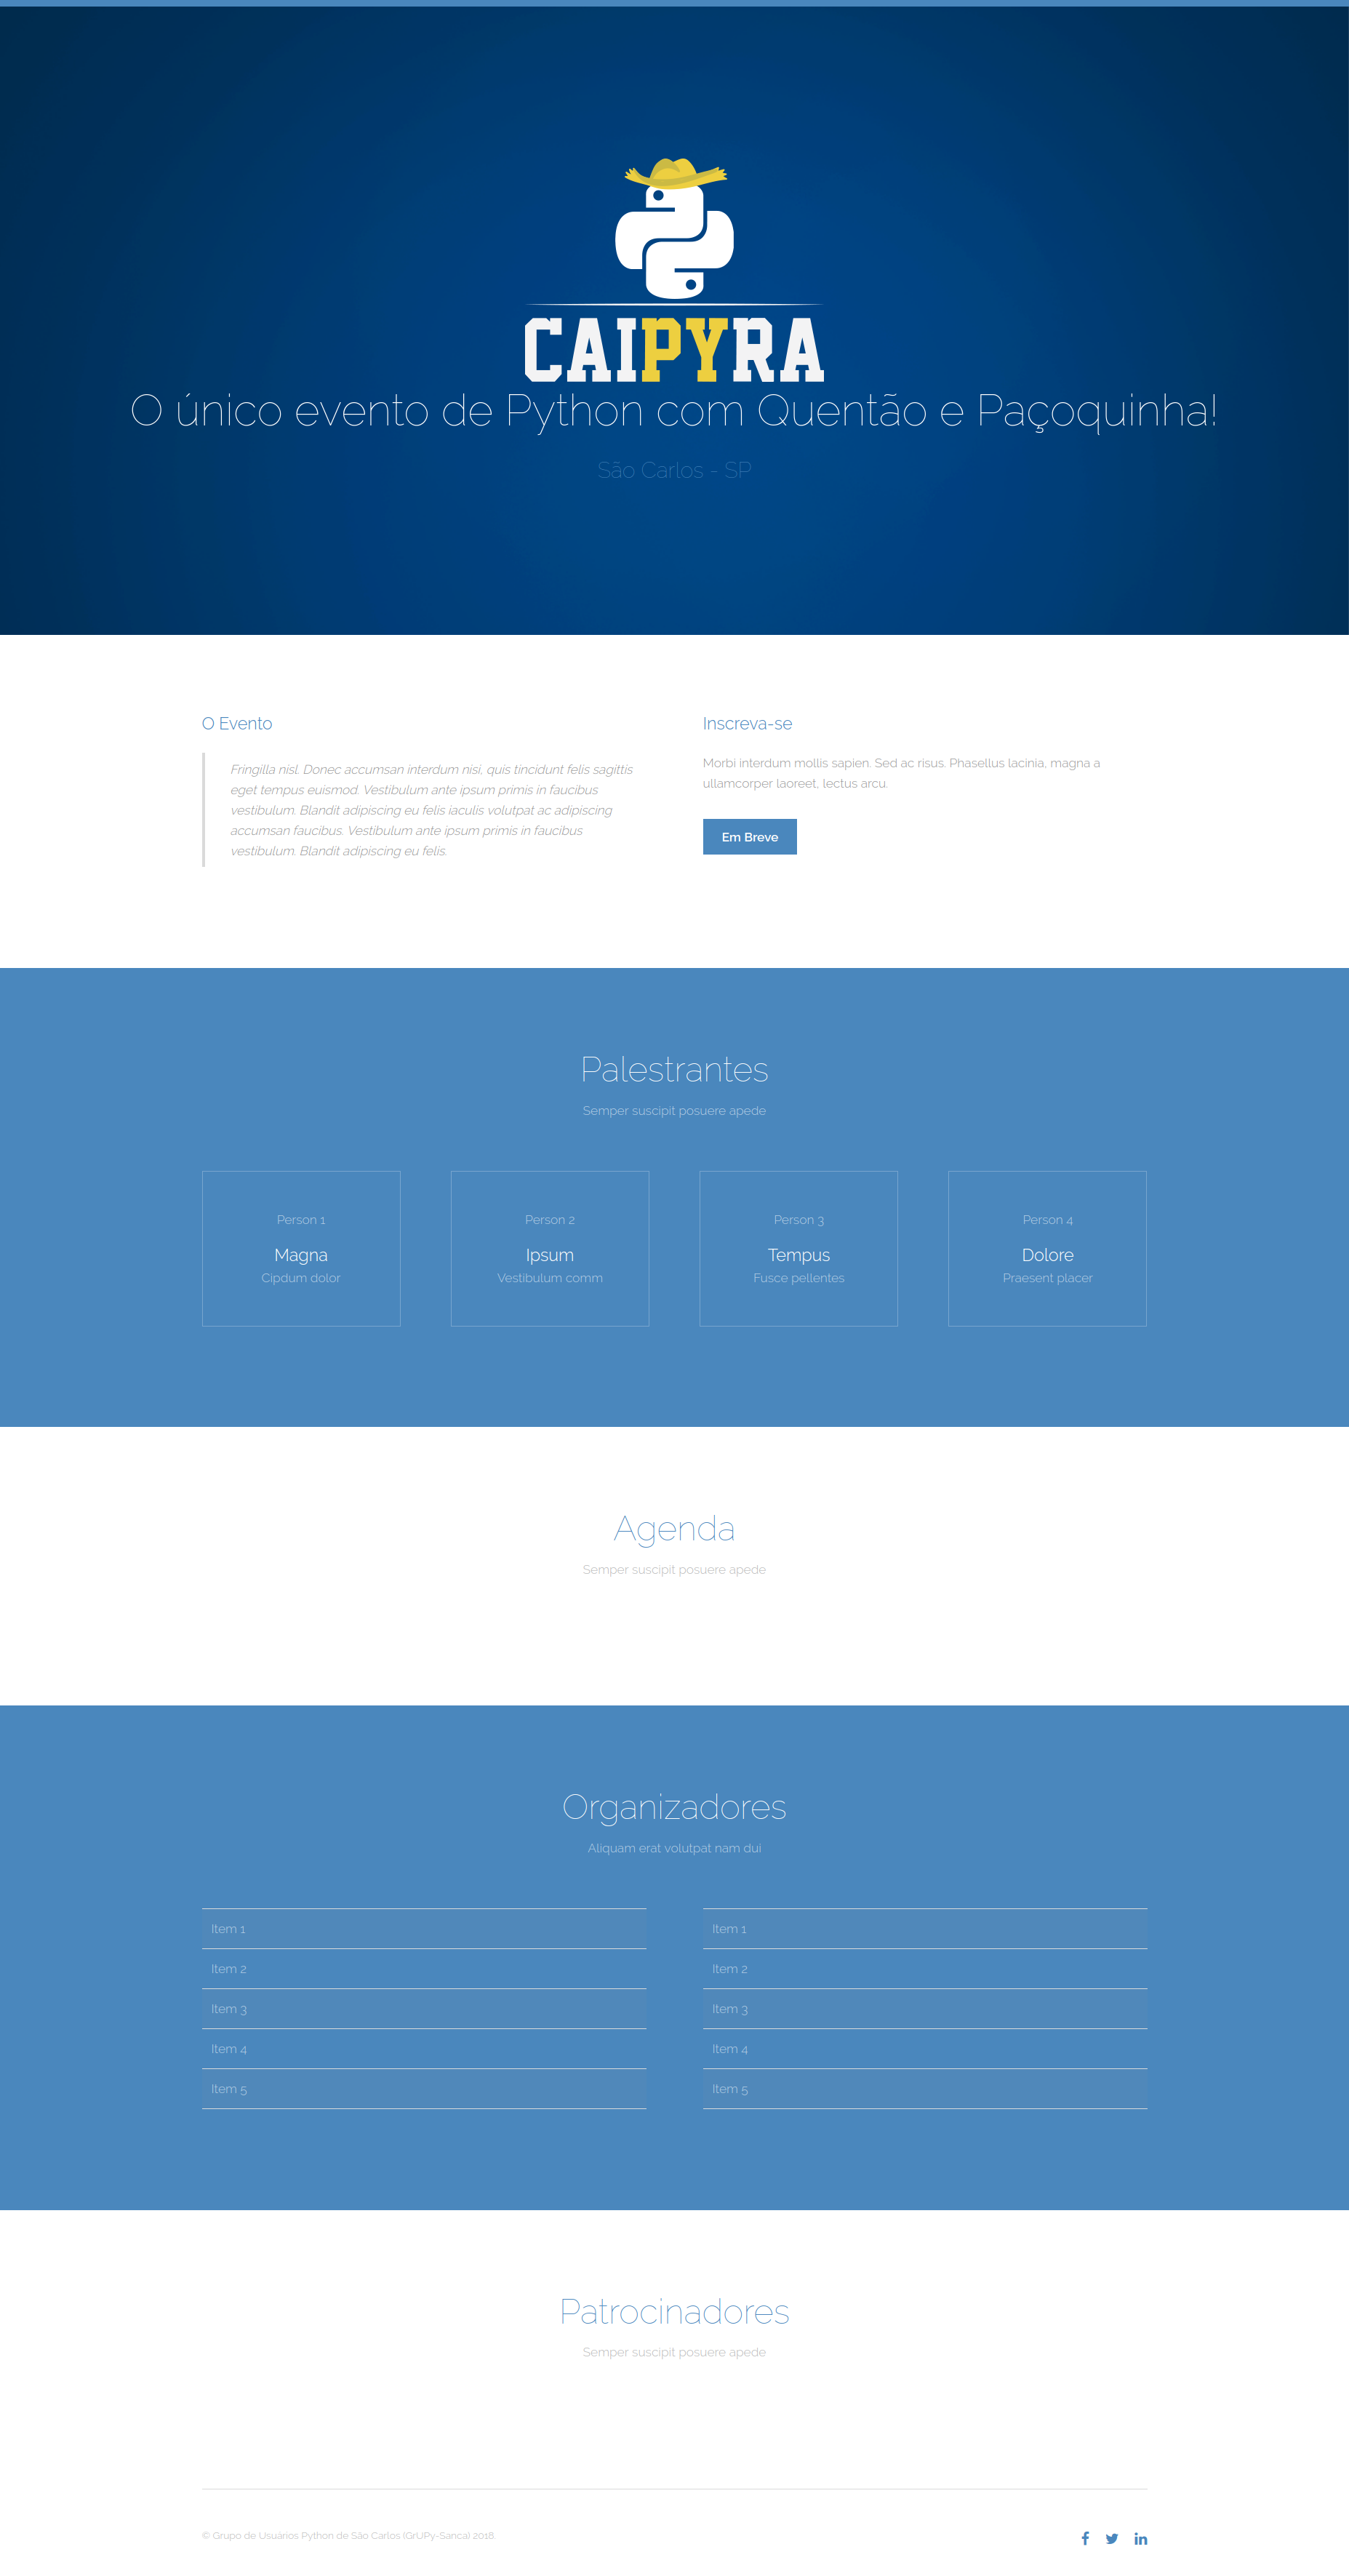 CAIPYRA
O único evento de Python com Quentão e Paçoquinha!
São Carlos - SP
O Evento
Fringilla nisl. Donec accumsan interdum nisi, quis tincidunt felis sagittis
eget tempus euismod. Vestibulum ante ipsum primis in faucibus
vestibulum. Blandit adipiscing eu felis iaculis volutpat ac adipiscing
accumsan faucibus. Vestibulum ante ipsum primis in faucibus
vestibulum. Blandit adipiscing eu felis.
Inscreva-se
Morbi interdum mollis sapien. Sed ac risus. Phasellus lacinia, magna a
ullamcorper laoreet, lectus arcu.
Em Breve
Palestrantes
Semper suscipit posuere apede
Person 1
Magna
Cipdum dolor
Person 2
Ipsum
Vestibulum comm
Person 3
Tempus
Fusce pellentes
Person 4
Dolore
Praesent placer
Agenda
Semper suscipit posuere apede
Organizadores
Aliquam erat volutpat nam dui
Item 1
Item 2
Item 3
Item 4
Item 5
Item 1
Item 2
Item 3
Item 4
Item 5
Patrocinadores
Semper suscipit posuere apede
© Grupo de Usuários Python de São Carlos (GrUPy-Sanca) 2018.